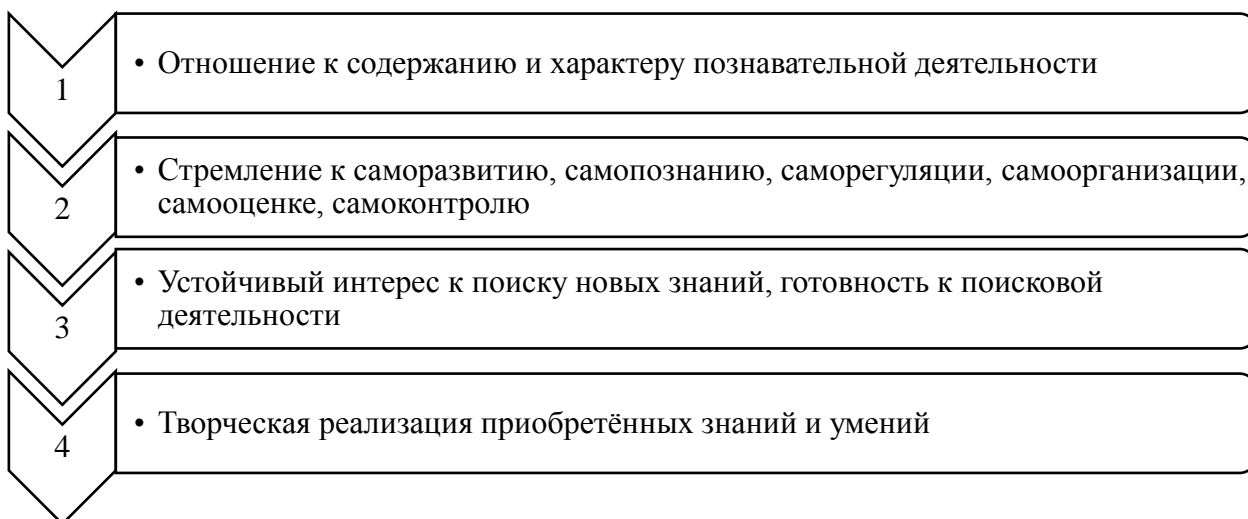 1
• Отношение к содержанию и характеру познавательной деятельности
2
• Стремление к саморазвитию, самопознанию, саморегуляции, самоорганизации,
самооценке, самоконтролю
3
• Устойчивый интерес к поиску новых знаний, готовность к поисковой
деятельности
4
• Творческая реализация приобретённых знаний и умений